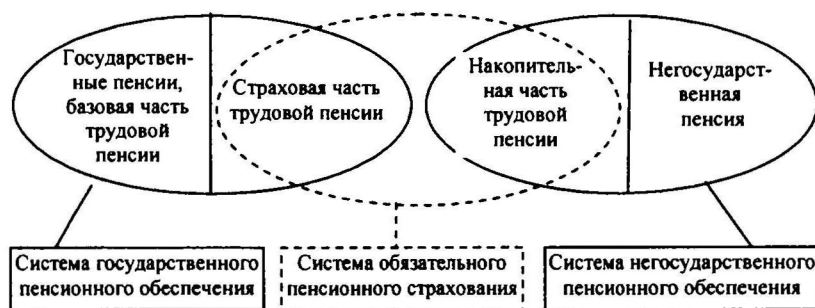 Государствен-
ные пенсии,
базовая часть
трудовой
пенсии
Страховая часть
трудовой пенсии
Накопитель-
ная часть
трудовой
пенсии
Негосударст-
венная
пенсия
Система государственного
пенсионного обеспечения
Система обязательного
пенсионного страхования
Система негосударственного
пенсионного обеспечения